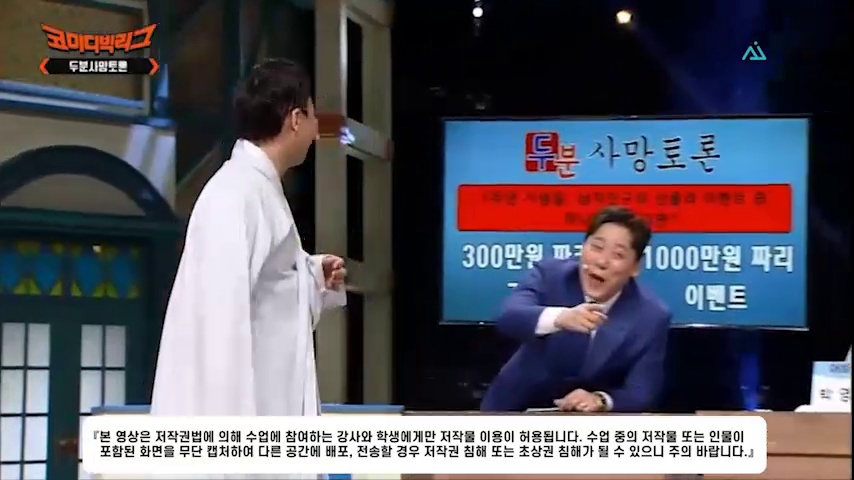 코미디빅리그
두분사망토론
두분 사망토론
300만원 짜리
1000만원 짜리
이벤트
박 영
『본 영상은 저작권법에 의해 수업에 참여하는 강사와 학생에게만 저작물 이용이 허용됩니다. 수업 중의 저작물 또는 인물이
포함된 화면을 무단 캡처하여 다른 공간에 배포, 전송할 경우 저작권 침해 또는 초상권 침해가 될 수 있으니 주의 바랍니다.』